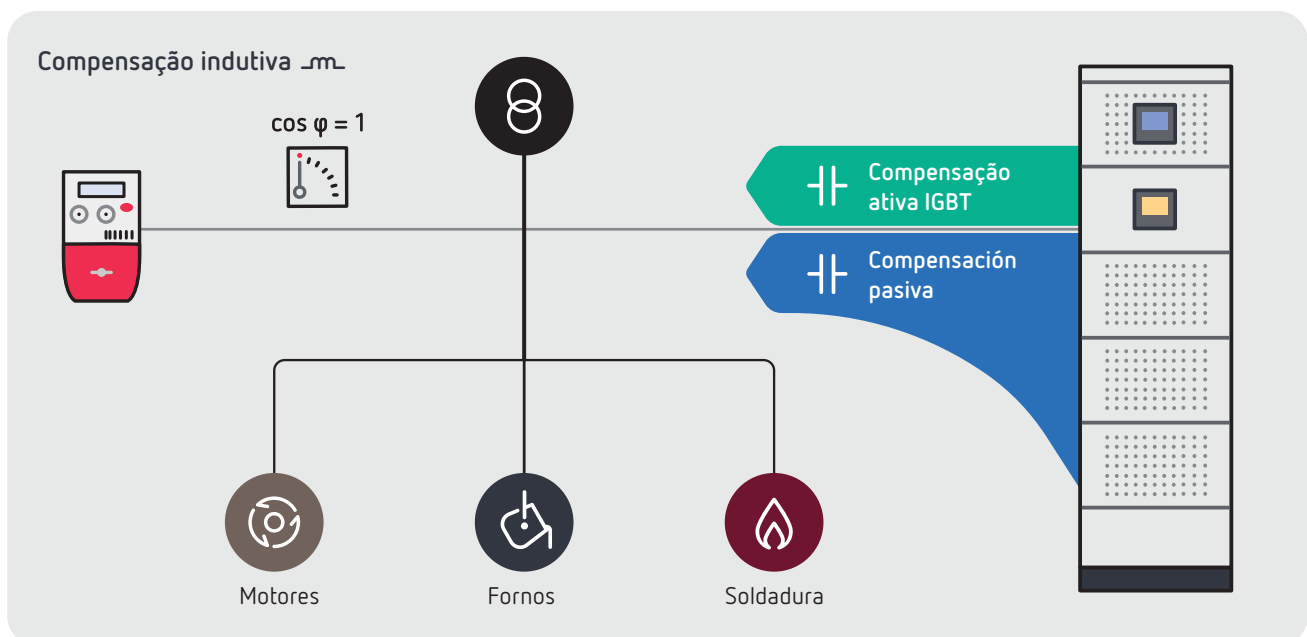 Compensação indutiva
cos φ = 1
Compensação
ativa IGBT
Compensación
pasiva
Motores
Fornos
Soldadura